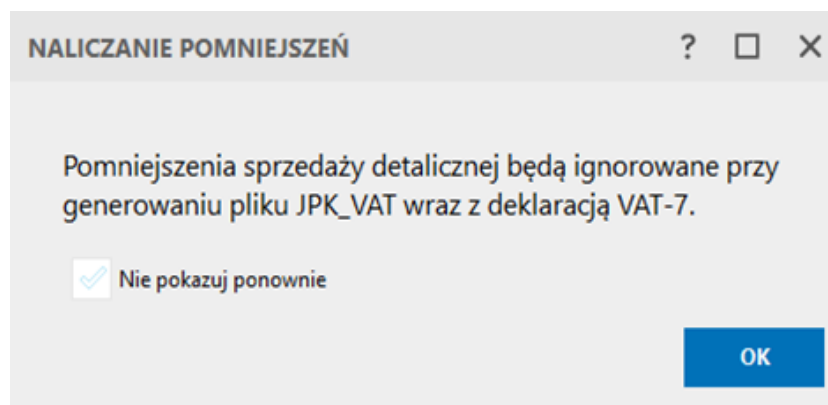 NALICZANIE POMNIEJSZEŃ ?
Pomniejszenia sprzedaży detalicznej będą ignorowane przy
generowaniu pliku JPK_VAT wraz z deklaracją VAT-7.
Nie pokazuj ponownie
OK